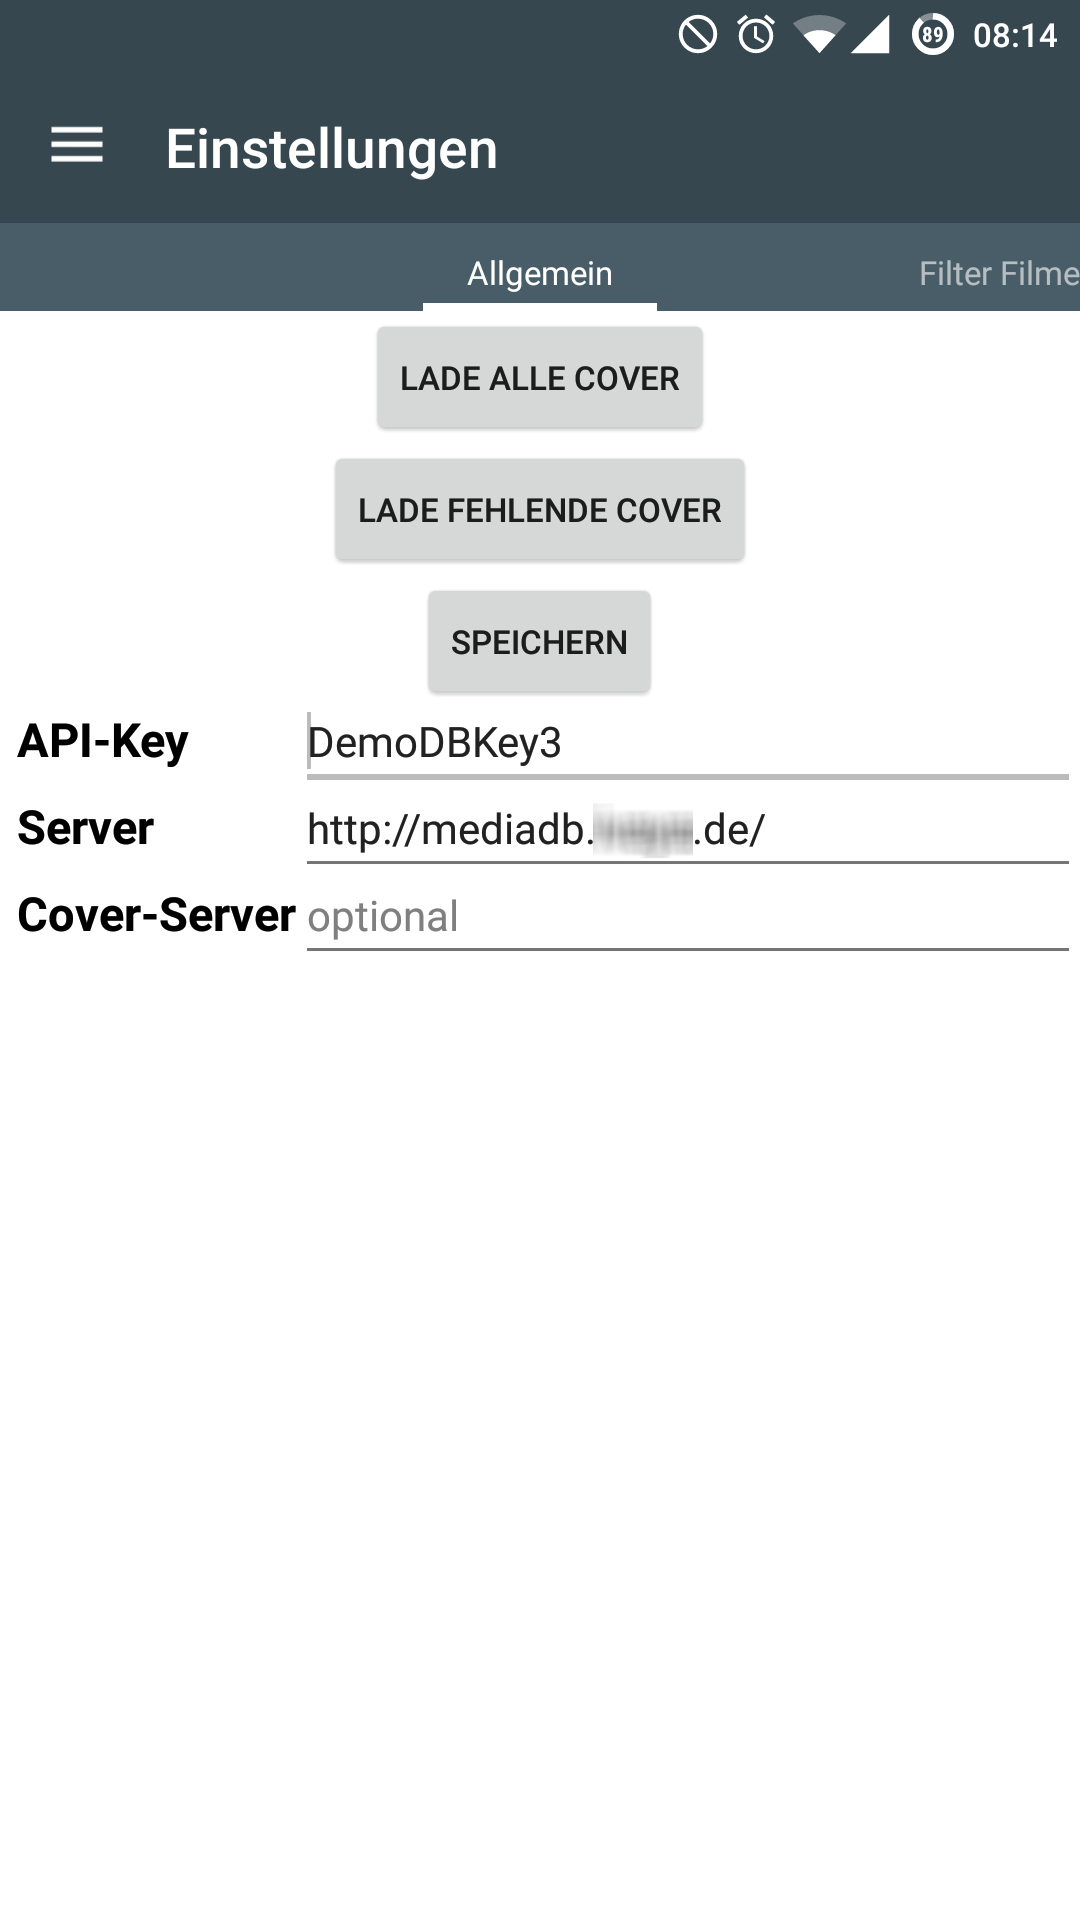 89 08:14
Einstellungen
Allgemein Filter Filme
LADE ALLE COVER
LADE FEHLENDE COVER
SPEICHERN
API-Key DemoDBKey3
Server http://mediadb. .de/
Cover-Server optional